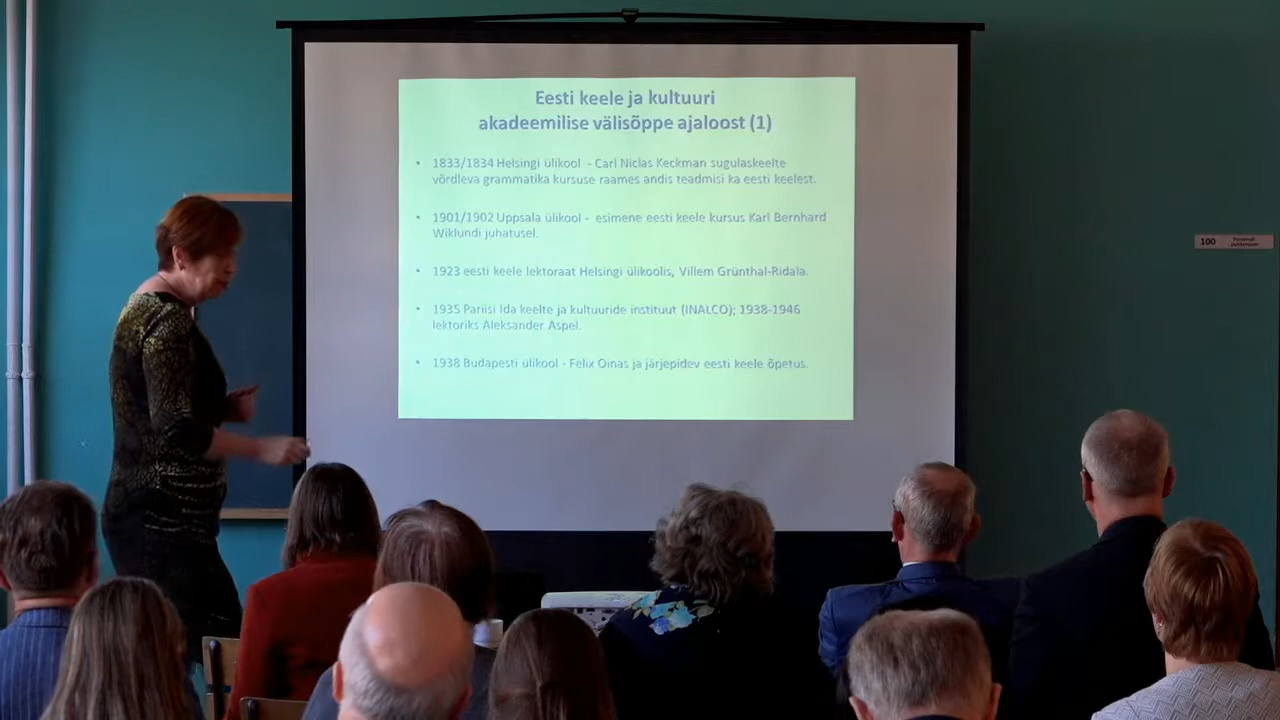 Eesti keele ja kultuuri
akadeemilise välisõppe ajaloost (1)
• 1833/1834 Helsingi ülikool - Carl Niclas Keckman sugulaskeelte
võrdleva grammatika kursuse raames andis teadmisi ka eesti keelest.
• 1901/1902 Uppsala ülikool - esimene eesti keele kursus Karl Bernhard
Wiklundi juhatusel.
• 1923 eesti keele lektoraat Helsingi ülikoolis, Villem Grünthal-Ridala.
• 1935 Pariisi Ida keelte ja kultuuride instituut (INALCO); 1938-1946
lektoriks Aleksander Aspel.
• 1938 Budapesti ülikool - Felix Oinas ja järjepidev eesti keele õpetus.
100